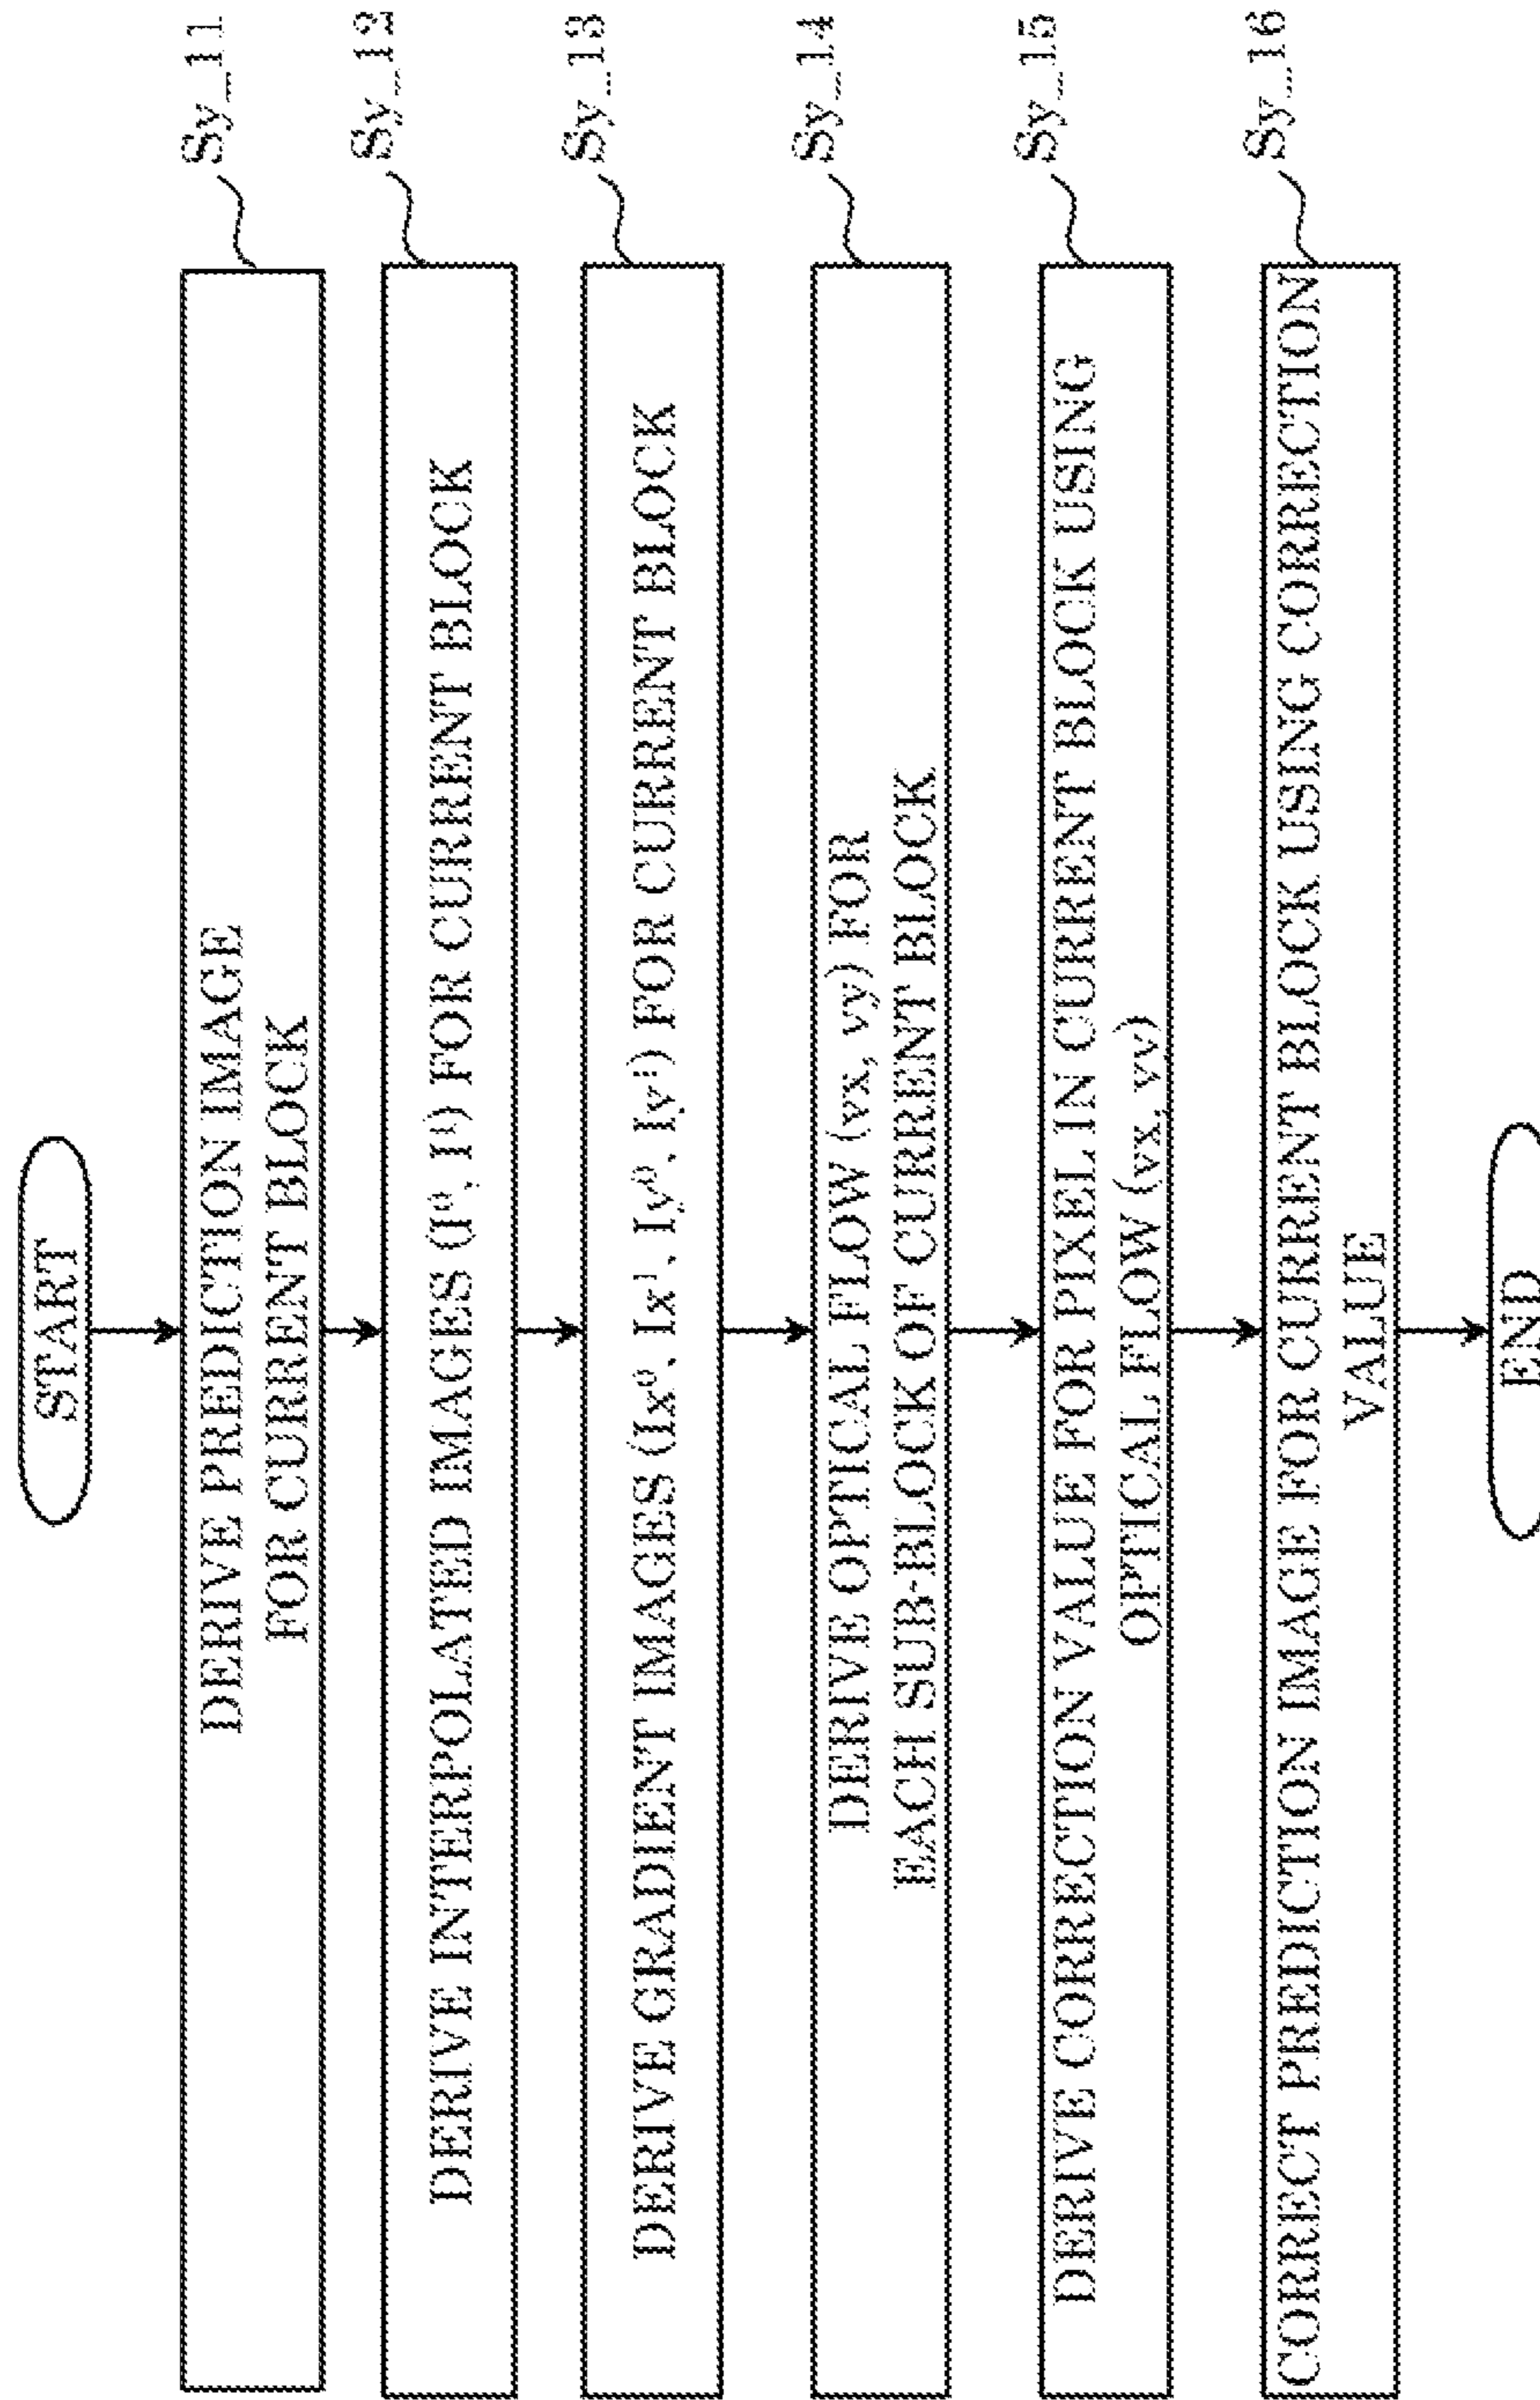 START
DERIVE PREDICTION IMAGE
FOR CURRENT BLOCK
Sy_11
DERIVE INTERPOLATED IMAGES (I⁰, I¹) FOR CURRENT BLOCK
Sy_12
DERIVE GRADIENT IMAGES (Ix⁰, Ix¹, Iy⁰, Iy¹) FOR CURRENT BLOCK
Sy_13
DERIVE OPTICAL FLOW (vx, vy) FOR
EACH SUB-BLOCK OF CURRENT BLOCK
Sy_14
DERIVE CORRECTION VALUE FOR PIXEL IN CURRENT BLOCK USING
OPTICAL FLOW (vx, vy)
Sy_15
CORRECT PREDICTION IMAGE FOR CURRENT BLOCK USING CORRECTION
VALUE
Sy_16
END